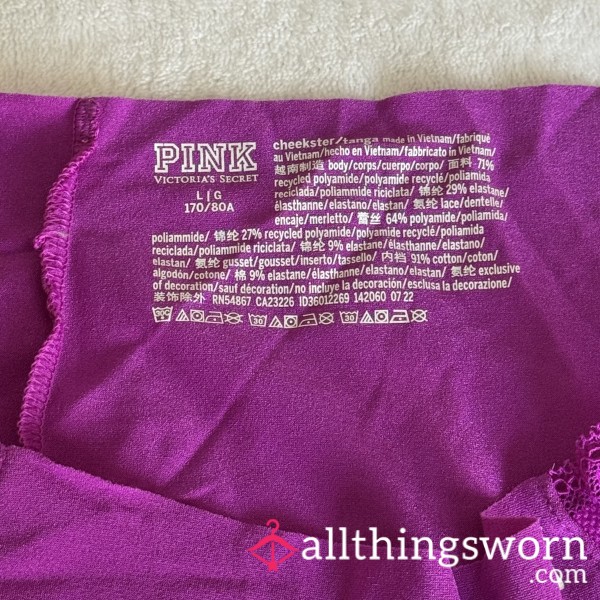 PINK
VICTORIA'S SECRET
L | G
170/80A
cheekster/tanga made in Vietnam/fabriqué
au Vietnam/hecho en Vietnam/fabbricato in Vietnam/
越南制造 body/corps/cuerpo/corpo/ 面料 71%
recycled polyamide/polyamide recyclé/poliamida
reciclada/poliammide riciclata/ 锦纶 29% elastane/
élasthanne/elastano/elastan/ 氨纶 lace/dentelle/
encaje/merletto/ 蕾丝 64% polyamide/poliamida/
poliammide/ 锦纶 27% recycled polyamide/polyamide recyclé/poliamida
reciclada/poliammide riciclata/ 锦纶 9% elastane/élasthanne/elastano/
elastan/ 氨纶 gusset/gousset/inserto/tassello/ 内裆 91% cotton/coton/
algodón/cotone/ 棉 9% elastane/élasthanne/elastano/elastan/ 氨纶 exclusive
of decoration/sauf décoration/no incluye la decoración/esclusa la decorazione/
装饰除外 RN54867 CA23226 ID36012269 142060 07 22
30 30 30
allthingsworn
.com